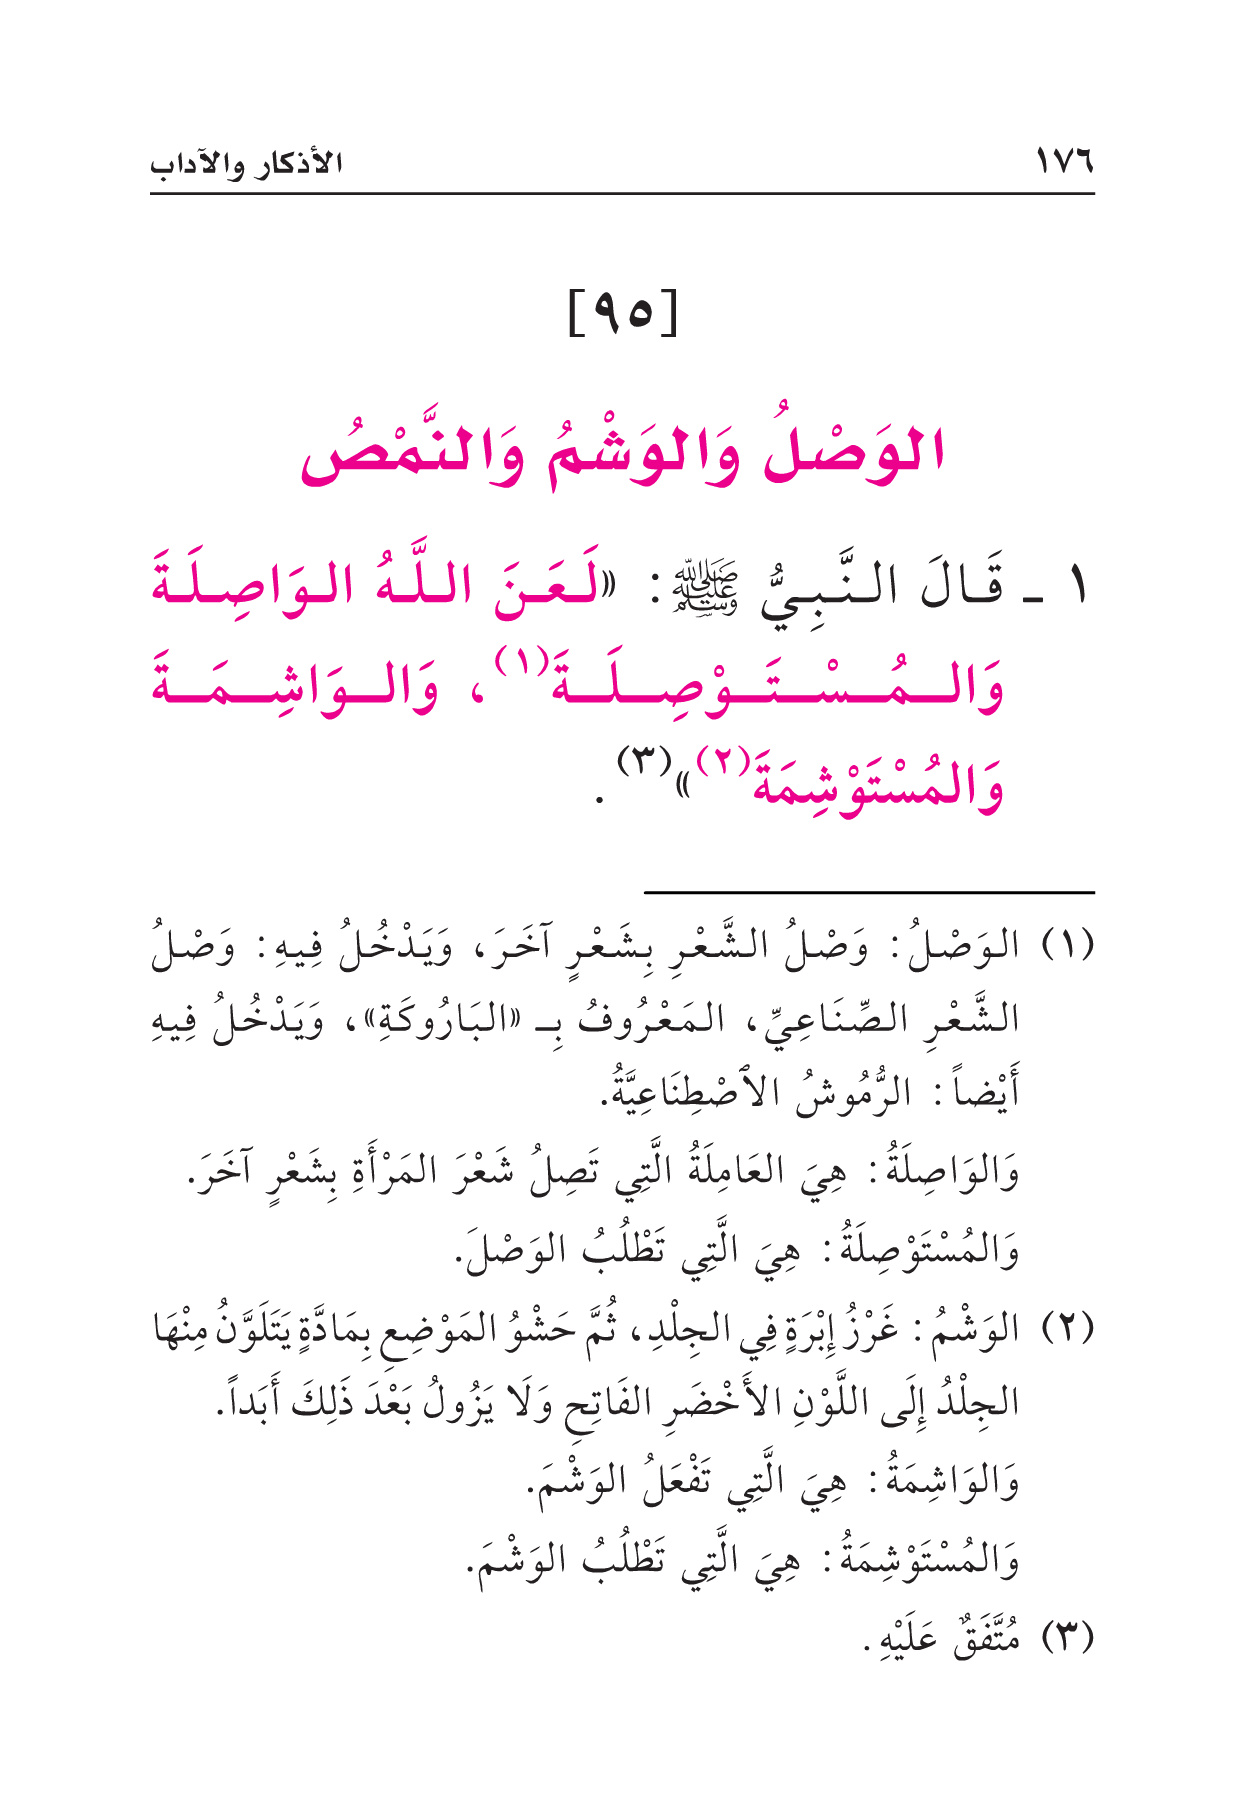 ١٧٦ الأذكار والآداب
[٩٥]
الوَصْلُ وَالوَشْمُ وَالنَّمْصُ
١ ـ قَالَ النَّبِيُّ ﷺ: «لَعَنَ اللَّهُ الوَاصِلَةَ
وَالمُسْتَوْصِلَةَ(١)، وَالوَاشِمَةَ
وَالمُسْتَوْشِمَةَ(٢)»(٣).
(١) الوَصْلُ: وَصْلُ الشَّعْرِ بِشَعْرٍ آخَرَ، وَيَدْخُلُ فِيهِ: وَصْلُ
الشَّعْرِ الصِّنَاعِيِّ، المَعْرُوفُ بِـ «البَارُوكَةِ»، وَيَدْخُلُ فِيهِ
أَيْضاً: الرُّمُوشُ الٱصْطِنَاعِيَّةُ.
وَالوَاصِلَةُ: هِيَ العَامِلَةُ الَّتِي تَصِلُ شَعْرَ المَرْأَةِ بِشَعْرٍ آخَرَ.
وَالمُسْتَوْصِلَةُ: هِيَ الَّتِي تَطْلُبُ الوَصْلَ.
(٢) الوَشْمُ: غَرْزُ إِبْرَةٍ فِي الجِلْدِ، ثُمَّ حَشْوُ المَوْضِعِ بِمَادَّةٍ يَتَلَوَّنُ مِنْهَا
الجِلْدُ إِلَى اللَّوْنِ الأَخْضَرِ الفَاتِحِ وَلَا يَزُولُ بَعْدَ ذَلِكَ أَبَداً.
وَالوَاشِمَةُ: هِيَ الَّتِي تَفْعَلُ الوَشْمَ.
وَالمُسْتَوْشِمَةُ: هِيَ الَّتِي تَطْلُبُ الوَشْمَ.
(٣) مُتَّفَقٌ عَلَيْهِ.